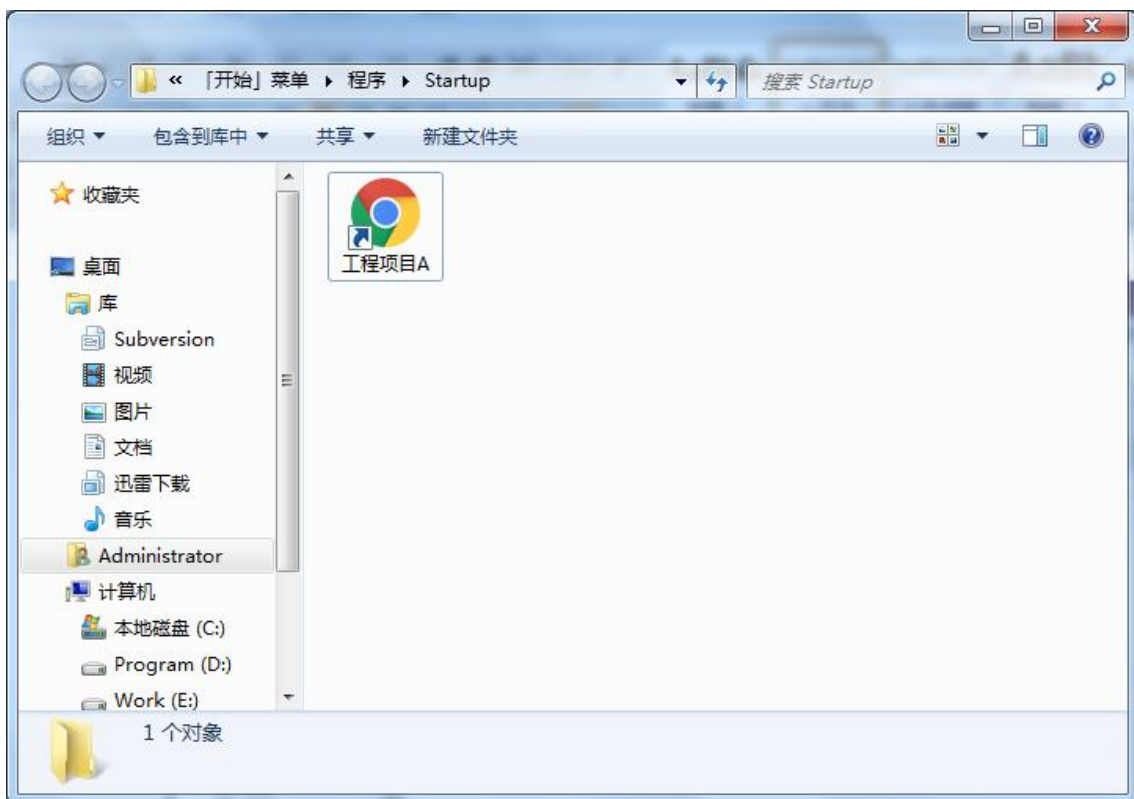 « 「开始」菜单 ▸ 程序 ▸ Startup
搜索 Startup
组织 包含到库中 共享 新建文件夹
收藏夹
桌面
库
Subversion
视频
图片
文档
迅雷下载
音乐
Administrator
计算机
本地磁盘 (C:)
Program (D:)
Work (E:)
工程项目A
1 个对象